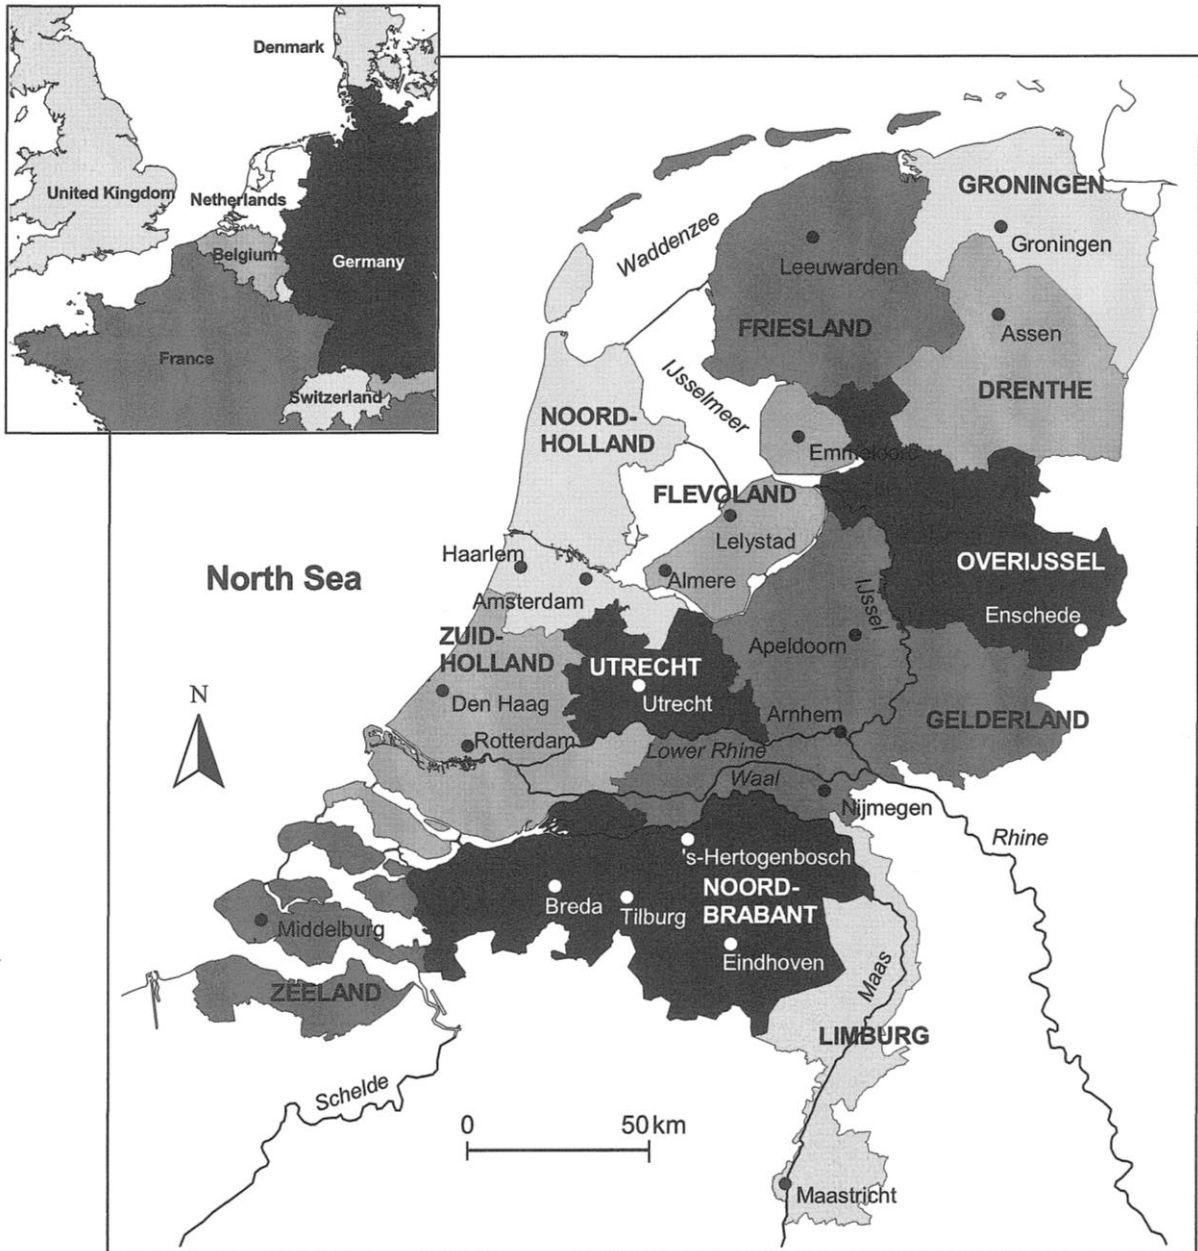 Denmark
United Kingdom
Netherlands
Belgium
Germany
France
Switzerland
GRONINGEN
Groningen
Waddenzee
Leeuwarden
FRIESLAND
Assen
DRENTHE
IJsselmeer
NOORD-
HOLLAND
Emmeloord
FLEVOLAND
Lelystad
Haarlem
Almere
Amsterdam
North Sea
OVERIJSSEL
IJssel
Enschede
ZUID-
HOLLAND
Apeldoorn
UTRECHT
Utrecht
Den Haag
Arnhem
GELDERLAND
N
Rotterdam
Lower Rhine
Waal
Nijmegen
Rhine
's-Hertogenbosch
NOORD-
BRABANT
Breda
Tilburg
Eindhoven
Middelburg
ZEELAND
Maas
LIMBURG
Schelde
0 50 km
Maastricht